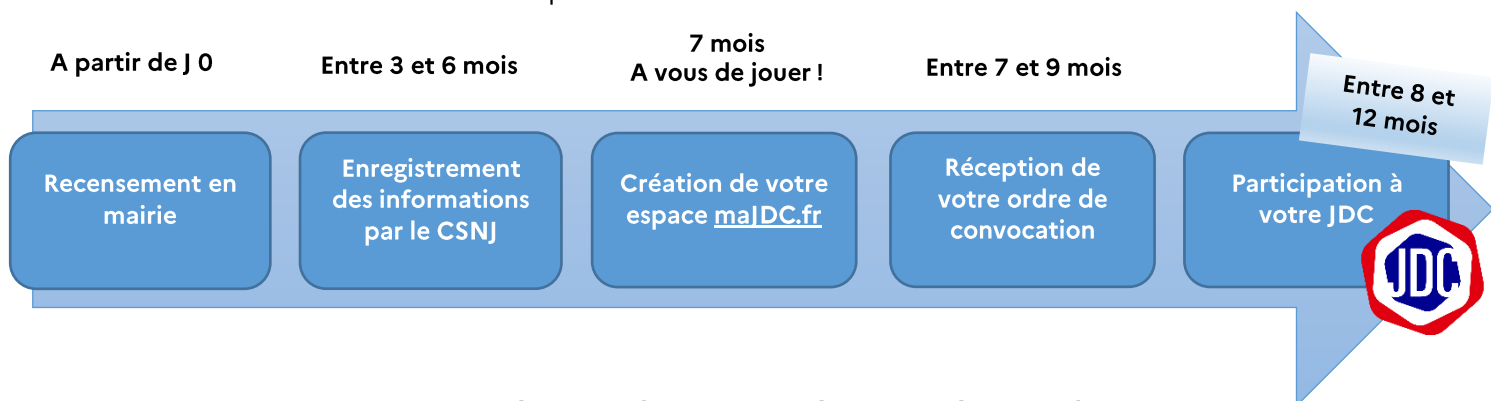 A partir de J 0
Entre 3 et 6 mois
7 mois
A vous de jouer !
Entre 7 et 9 mois
Entre 8 et
12 mois
Recensement en
mairie
Enregistrement
des informations
par le CSNJ
Création de votre
espace maJDC.fr
Réception de
votre ordre de
convocation
Participation à
votre JDC
JDC